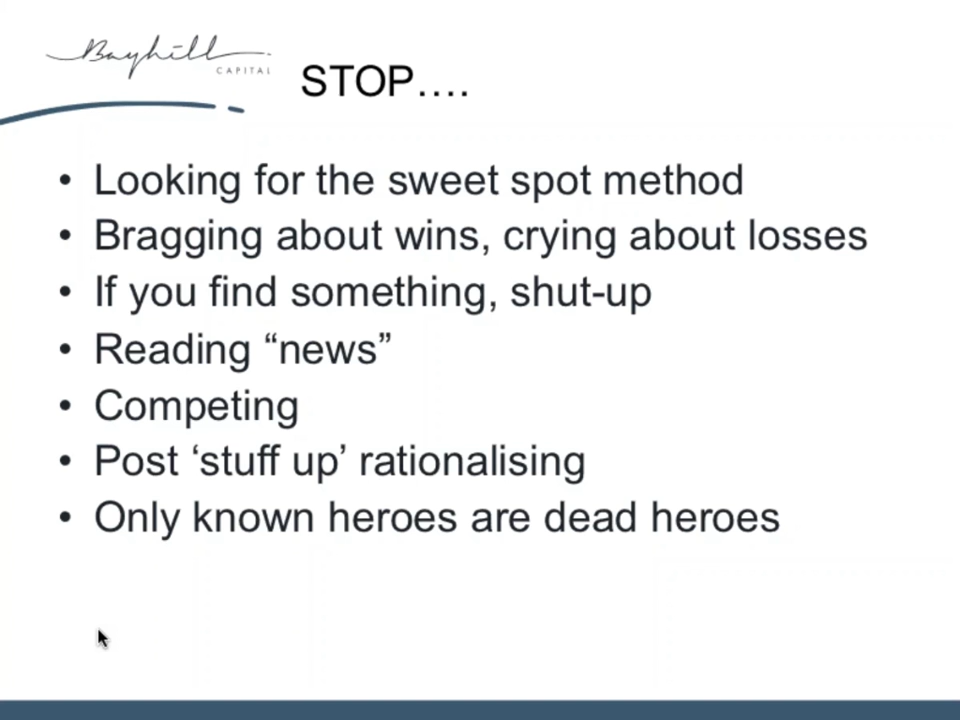 Bayhill
CAPITAL
STOP….
• Looking for the sweet spot method
• Bragging about wins, crying about losses
• If you find something, shut-up
• Reading “news”
• Competing
• Post ‘stuff up’ rationalising
• Only known heroes are dead heroes